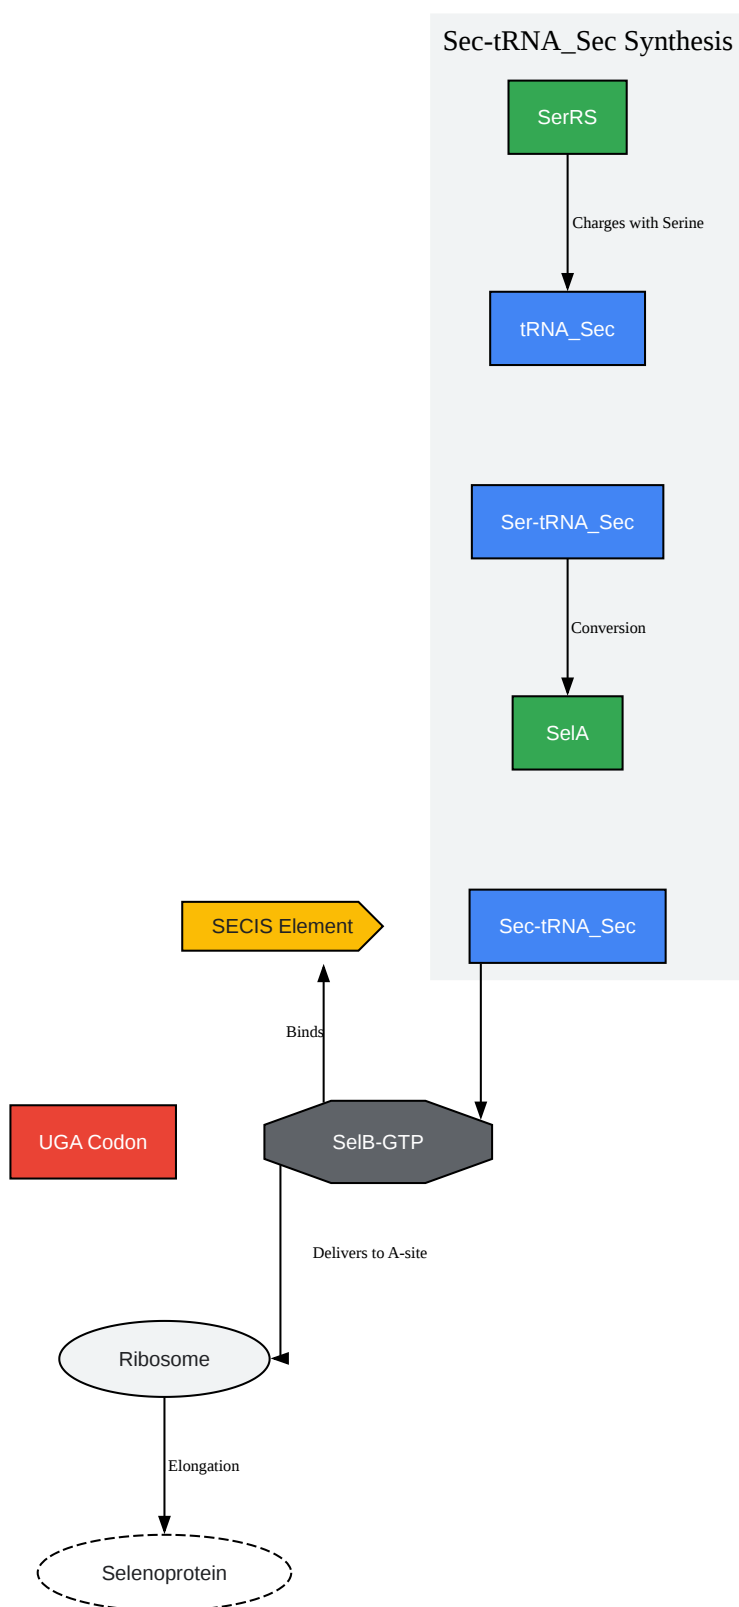 Sec-tRNA_Sec Synthesis
SerRS
Charges with Serine
tRNA_Sec
Ser-tRNA_Sec
Conversion
SelA
SECIS Element
Sec-tRNA_Sec
Binds
UGA Codon
SelB-GTP
Delivers to A-site
Ribosome
Elongation
Selenoprotein